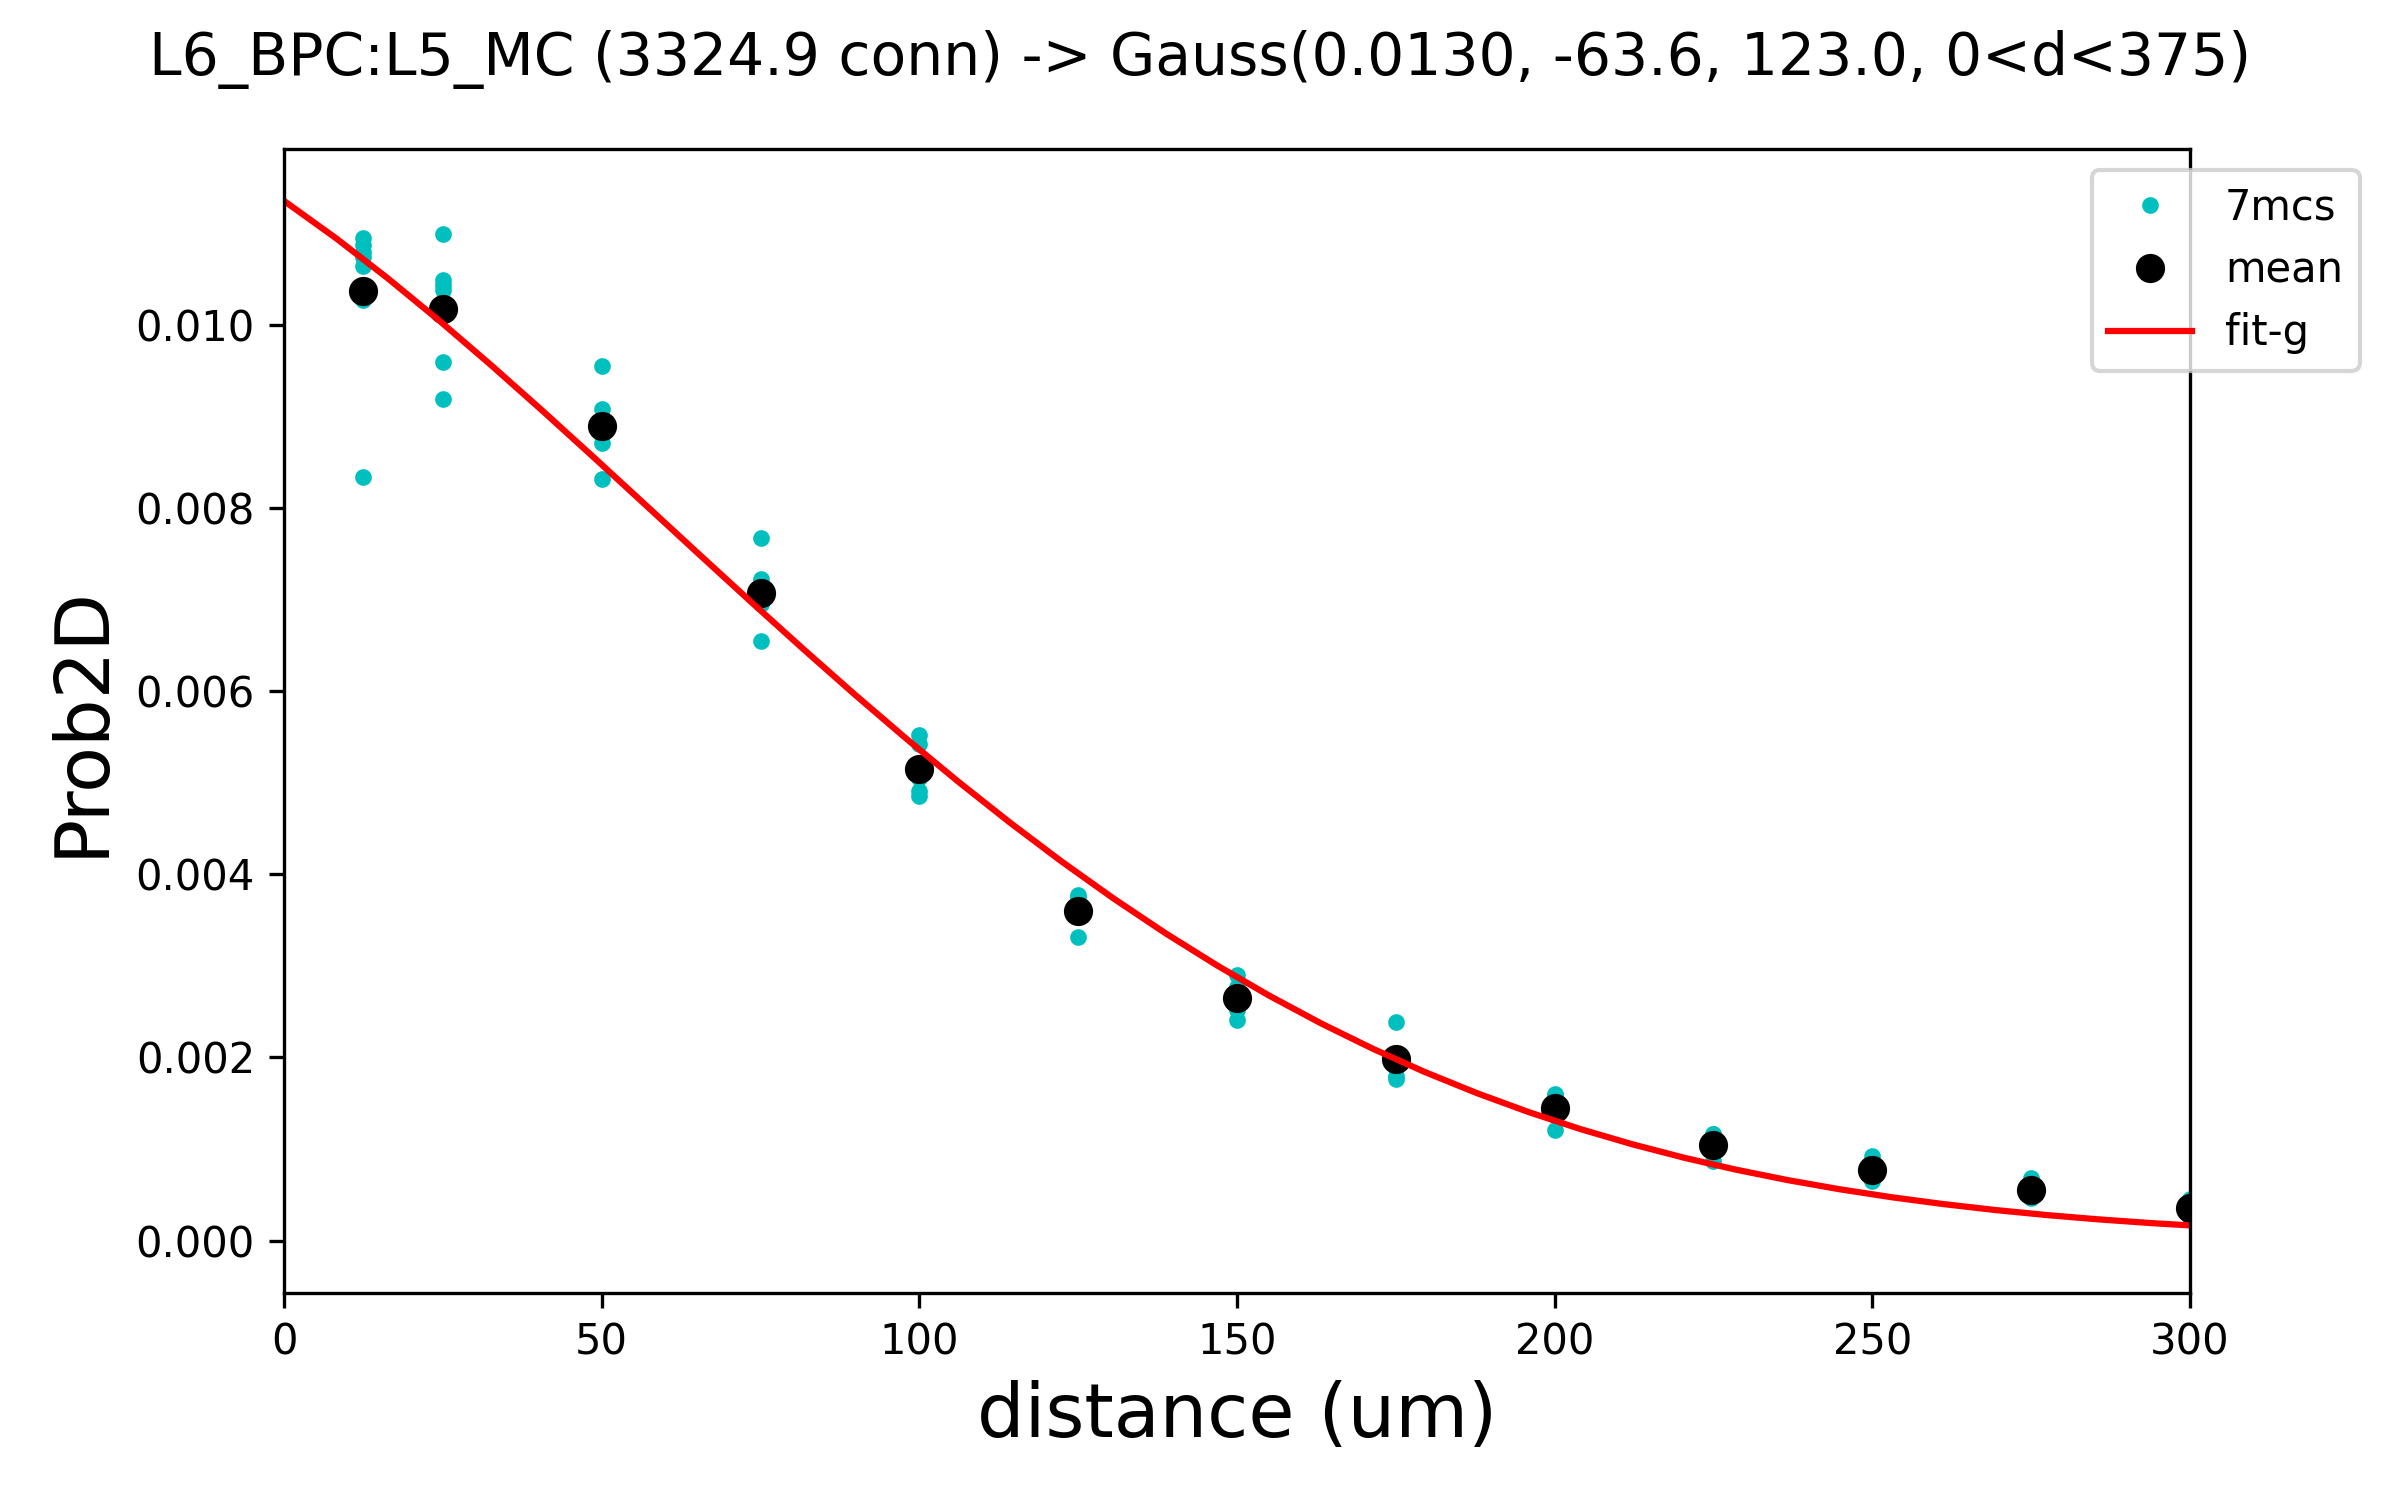 L6_BPC:L5_MC (3324.9 conn) -> Gauss(0.0130, -63.6, 123.0, 0<d<375)
7mcs
mean
fit-g
Prob2D
0.010
0.008
0.006
0.004
0.002
0.000
0 50 100 150 200 250 300
distance (um)